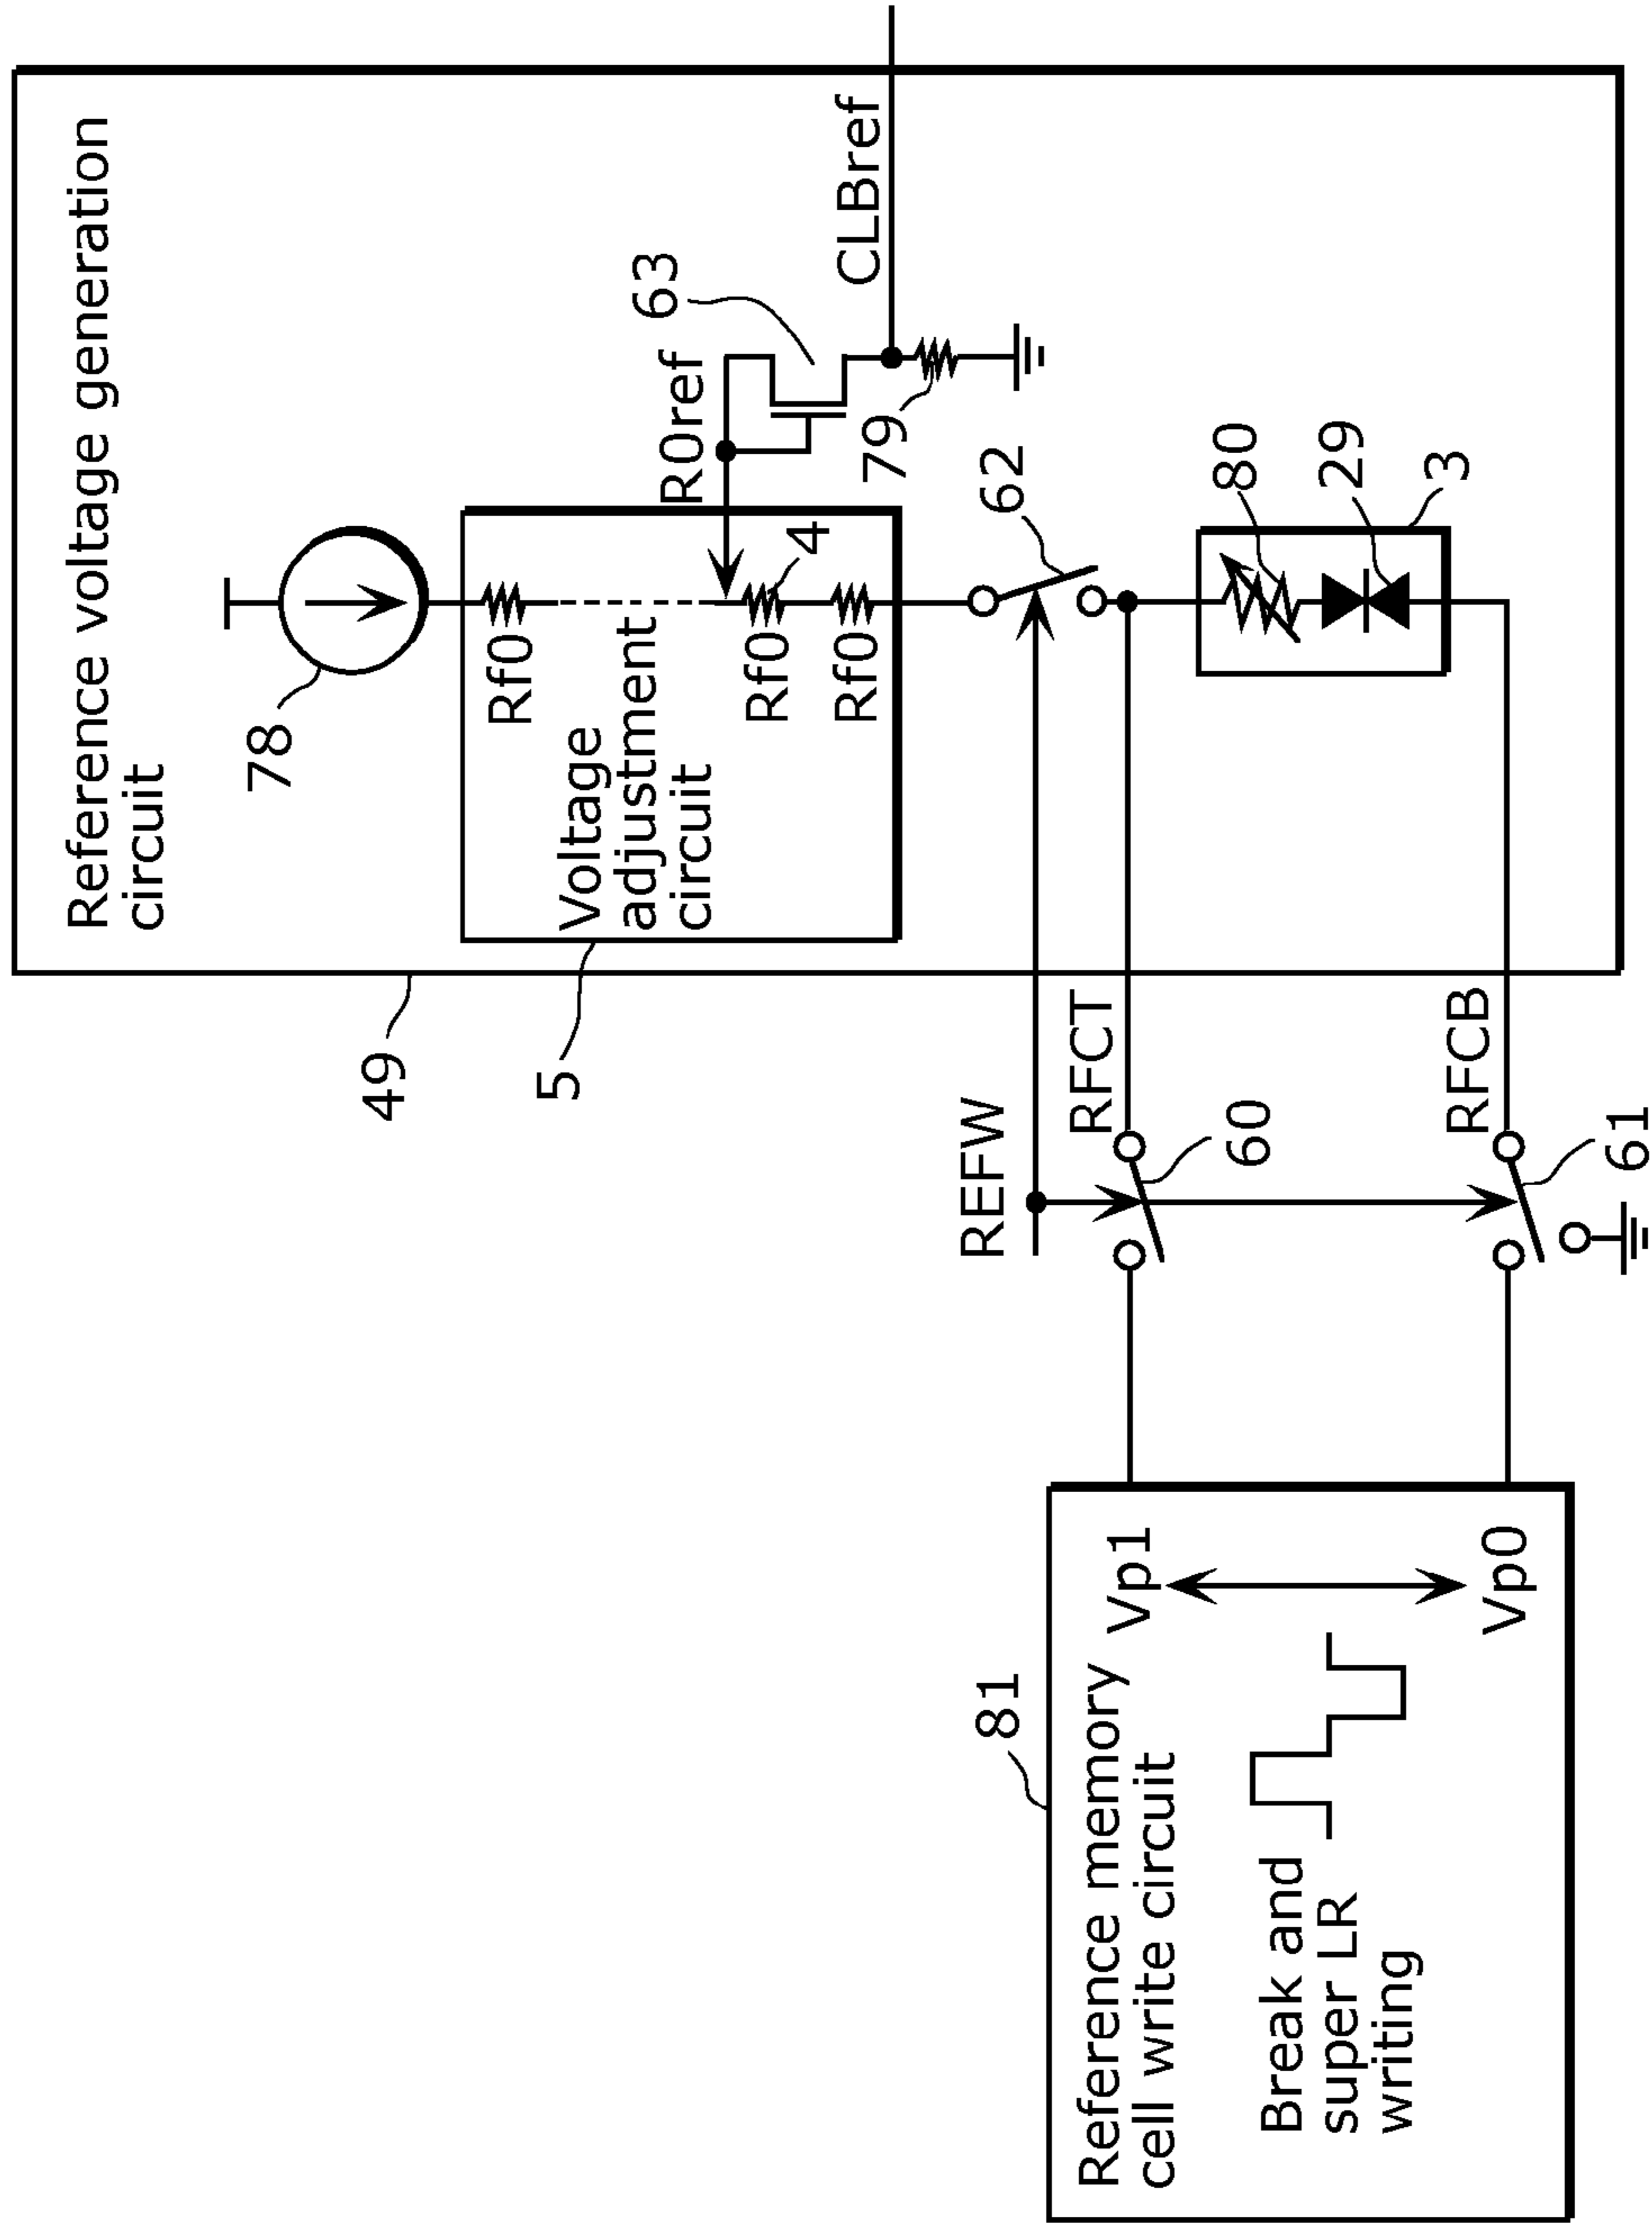 Reference voltage generation
circuit
78
Rf0
Voltage
adjustment
circuit
Rf0
Rf0
4
R0ref
63
CLBref
79
62
80
29
3
49
5
REFW
RFCT
RFCB
60
61
81
Reference memory
cell write circuit
Vp1
Vp0
Break and
super LR
writing